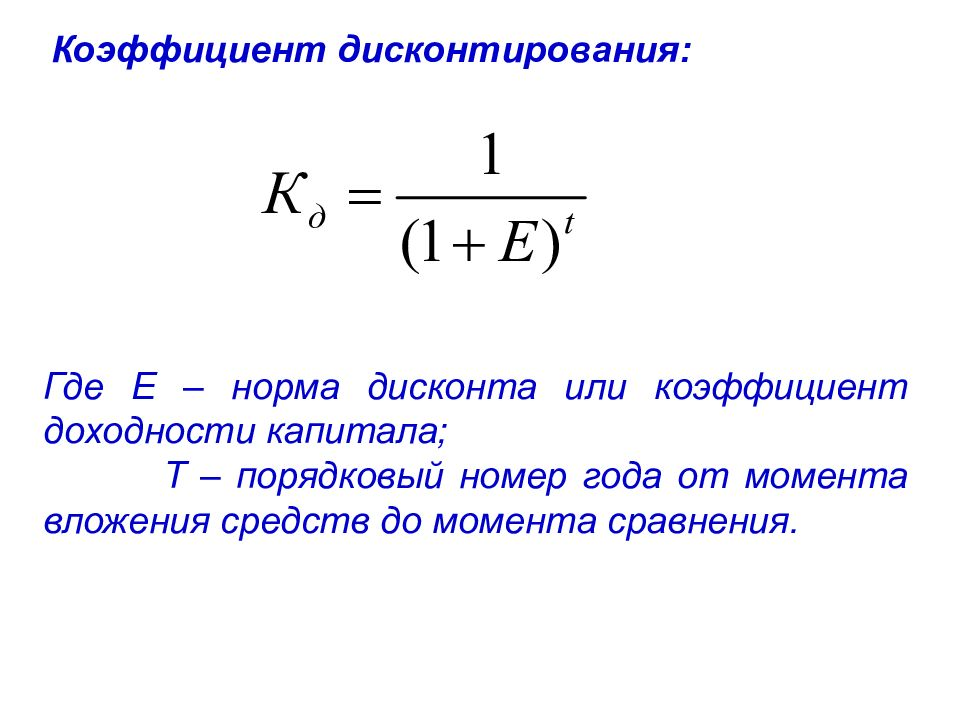 Коэффициент дисконтирования:
К_д = 1 / (1 + E)^t
Где Е – норма дисконта или коэффициент
доходности капитала;
Т – порядковый номер года от момента
вложения средств до момента сравнения.